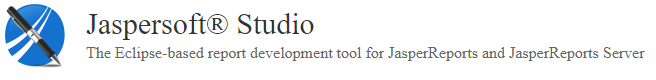 Jaspersoft® Studio
The Eclipse-based report development tool for JasperReports and JasperReports Server